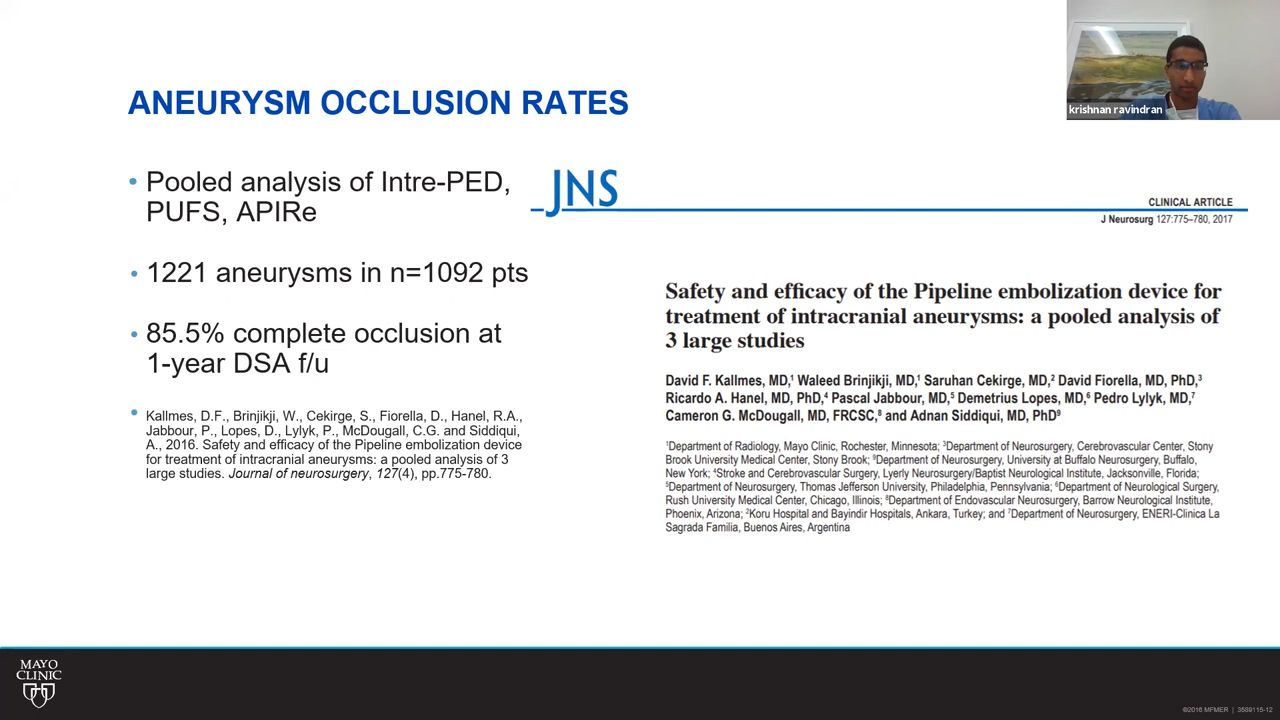 krishnan ravindran
ANEURYSM OCCLUSION RATES
• Pooled analysis of Intre-PED,
PUFS, APIRe
• 1221 aneurysms in n=1092 pts
• 85.5% complete occlusion at
1-year DSA f/u
• Kallmes, D.F., Brinjikji, W., Cekirge, S., Fiorella, D., Hanel, R.A.,
Jabbour, P., Lopes, D., Lylyk, P., McDougall, C.G. and Siddiqui,
A., 2016. Safety and efficacy of the Pipeline embolization device
for treatment of intracranial aneurysms: a pooled analysis of 3
large studies. Journal of neurosurgery, 127(4), pp.775-780.
JNS
CLINICAL ARTICLE
J Neurosurg 127:775–780, 2017
Safety and efficacy of the Pipeline embolization device for
treatment of intracranial aneurysms: a pooled analysis of
3 large studies
David F. Kallmes, MD,¹ Waleed Brinjikji, MD,¹ Saruhan Cekirge, MD,² David Fiorella, MD, PhD,³
Ricardo A. Hanel, MD, PhD,⁴ Pascal Jabbour, MD,⁵ Demetrius Lopes, MD,⁶ Pedro Lylyk, MD,⁷
Cameron G. McDougall, MD, FRCSC,⁸ and Adnan Siddiqui, MD, PhD⁹
¹Department of Radiology, Mayo Clinic, Rochester, Minnesota; ³Department of Neurosurgery, Cerebrovascular Center, Stony
Brook University Medical Center, Stony Brook; ⁹Department of Neurosurgery, University at Buffalo Neurosurgery, Buffalo,
New York; ⁴Stroke and Cerebrovascular Surgery, Lyerly Neurosurgery/Baptist Neurological Institute, Jacksonville, Florida;
⁵Department of Neurosurgery, Thomas Jefferson University, Philadelphia, Pennsylvania; ⁶Department of Neurological Surgery,
Rush University Medical Center, Chicago, Illinois; ⁸Department of Endovascular Neurosurgery, Barrow Neurological Institute,
Phoenix, Arizona; ²Koru Hospital and Bayindir Hospitals, Ankara, Turkey; and ⁷Department of Neurosurgery, ENERI-Clinica La
Sagrada Familia, Buenos Aires, Argentina
MAYO
CLINIC
©2016 MFMER | 3589115-12